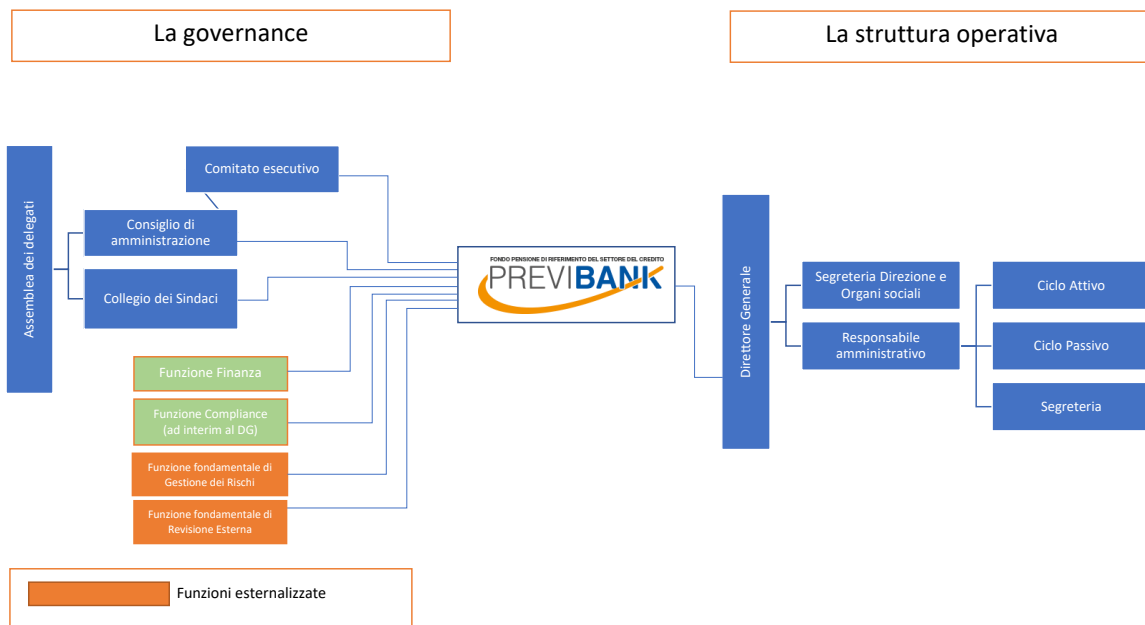 La governance
La struttura operativa
Assemblea dei delegati
Comitato esecutivo
Consiglio di
amministrazione
Collegio dei Sindaci
Funzione Finanza
Funzione Compliance
(ad interim al DG)
Funzione fondamentale di
Gestione dei Rischi
Funzione fondamentale di
Revisione Esterna
FONDO PENSIONE DI RIFERIMENTO DEL SETTORE DEL CREDITO
PREVIBANK
Direttore Generale
Segreteria Direzione e
Organi sociali
Responsabile
amministrativo
Ciclo Attivo
Ciclo Passivo
Segreteria
Funzioni esternalizzate